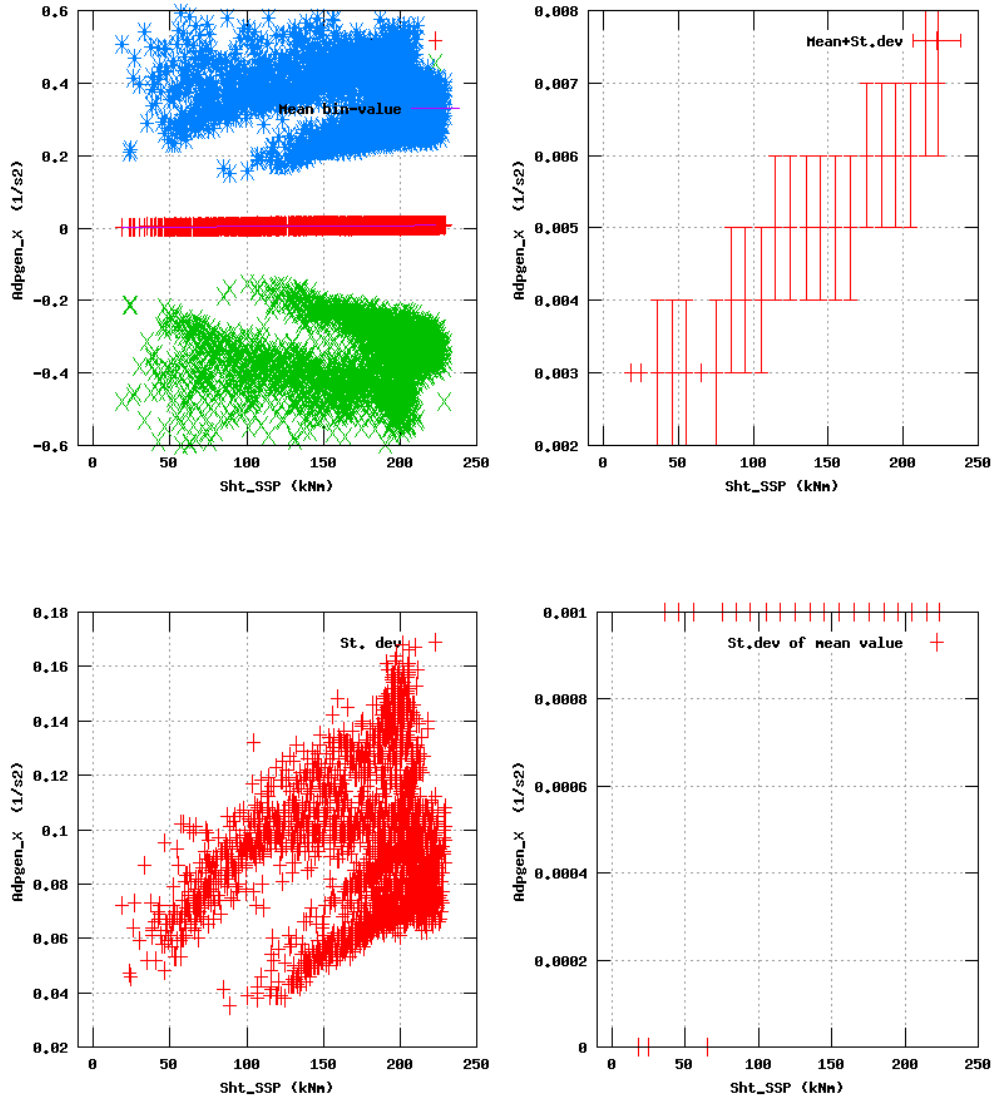 0.6
0.4
0.2
0
-0.2
-0.4
-0.6
Adpgen_X (1/s2)
Mean bin-value
0 50 100 150 200 250
Sht_SSP (kNm)
0.008
0.007
0.006
0.005
0.004
0.003
0.002
Adpgen_X (1/s2)
Mean+St.dev
0 50 100 150 200 250
Sht_SSP (kNm)
0.18
0.16
0.14
0.12
0.1
0.08
0.06
0.04
0.02
Adpgen_X (1/s2)
St. dev
0 50 100 150 200 250
Sht_SSP (kNm)
0.001
0.0008
0.0006
0.0004
0.0002
0
Adpgen_X (1/s2)
St.dev of mean value
0 50 100 150 200 250
Sht_SSP (kNm)